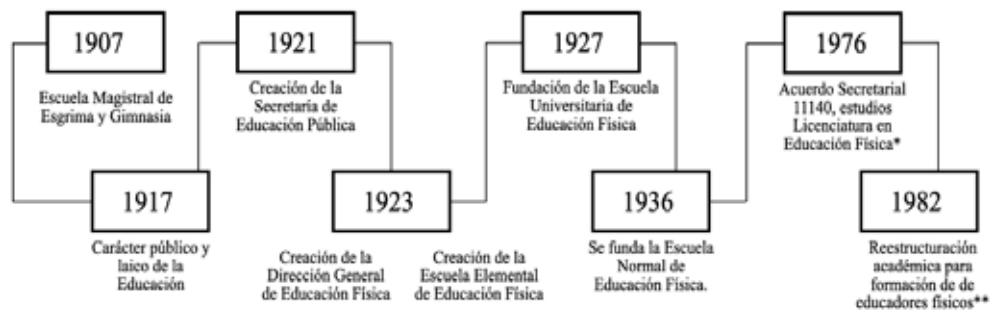 1907
Escuela Magistral de
Esgrima y Gimnasia
1917
Carácter público y
laico de la
Educación
1921
Creación de la
Secretaría de
Educación Pública
1923
Creación de la
Dirección General
de Educación Física
Creación de la
Escuela Elemental
de Educación Física
1927
Fundación de la Escuela
Universitaria de
Educación Física
1936
Se funda la Escuela
Normal de
Educación Física.
1976
Acuerdo Secretarial
11140, estudios
Licenciatura en
Educación Física*
1982
Reestructuración
académica para
formación de de
educadores físicos**